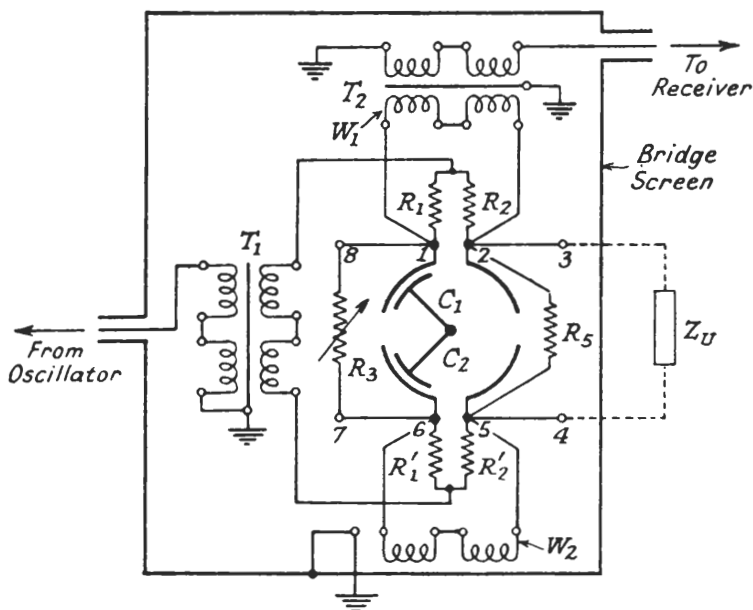 To
Receiver
T2
W1
Bridge
Screen
R1
R2
T1
8
1
2
3
C1
From
Oscillator
R3
C2
R5
ZU
7
6
5
4
R'1
R'2
W2